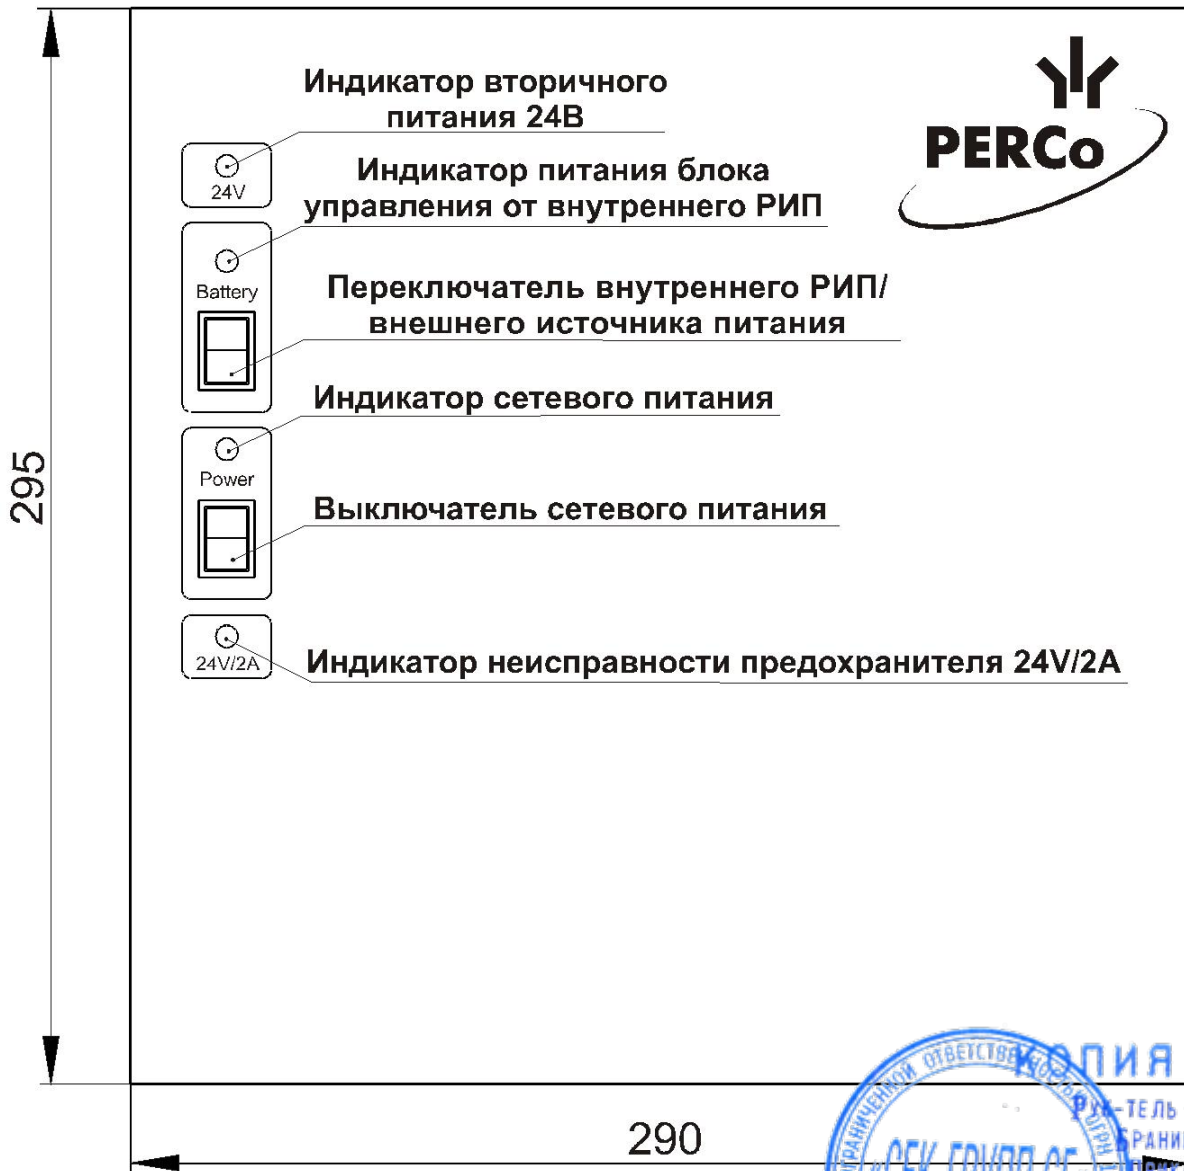 Индикатор вторичного
питания 24В
PERCo
24V
Индикатор питания блока
управления от внутреннего РИП
Battery
Переключатель внутреннего РИП/
внешнего источника питания
Индикатор сетевого питания
Power
295
Выключатель сетевого питания
24V/2A
Индикатор неисправности предохранителя 24V/2A
КОПИЯ
290